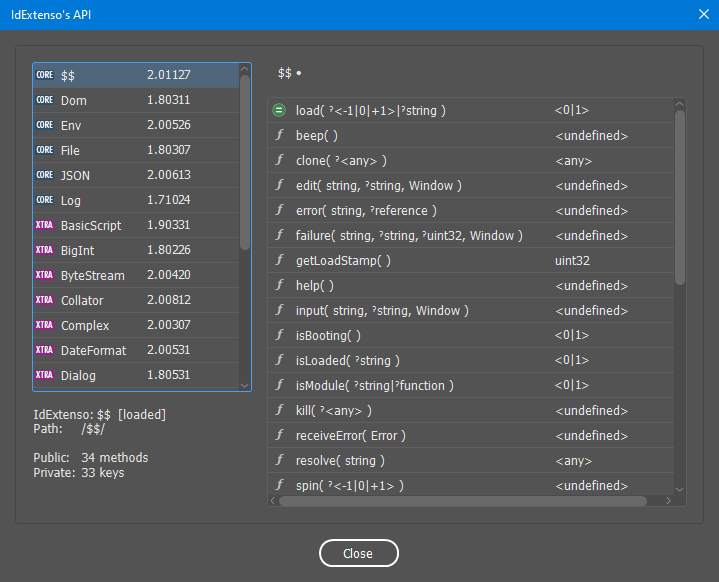 IdExtenso's API
CORE $$ 2.01127
CORE Dom 1.80311
CORE Env 2.00526
CORE File 1.80307
CORE JSON 2.00613
CORE Log 1.71024
XTRA BasicScript 1.90331
XTRA BigInt 1.80226
XTRA ByteStream 2.00420
XTRA Collator 2.00812
XTRA Complex 2.00307
XTRA DateFormat 2.00531
XTRA Dialog 1.80531
IdExtenso: $$ [loaded]
Path: /$$/
Public: 34 methods
Private: 33 keys
$$ •
= load( ?<-1|0|+1>|?string ) <0|1>
ƒ beep( ) <undefined>
ƒ clone( ?<any> ) <any>
ƒ edit( string, ?string, Window ) <undefined>
ƒ error( string, ?reference ) <undefined>
ƒ failure( string, ?string, ?uint32, Window ) <undefined>
ƒ getLoadStamp( ) uint32
ƒ help( ) <undefined>
ƒ input( string, ?string, Window ) <undefined>
ƒ isBooting( ) <0|1>
ƒ isLoaded( ?string ) <0|1>
ƒ isModule( ?string|?function ) <undefined>
ƒ kill( ?<any> ) <undefined>
ƒ receiveError( Error ) <undefined>
ƒ resolve( string ) <any>
ƒ spin( ?<-1|0|+1> ) <undefined>
Close